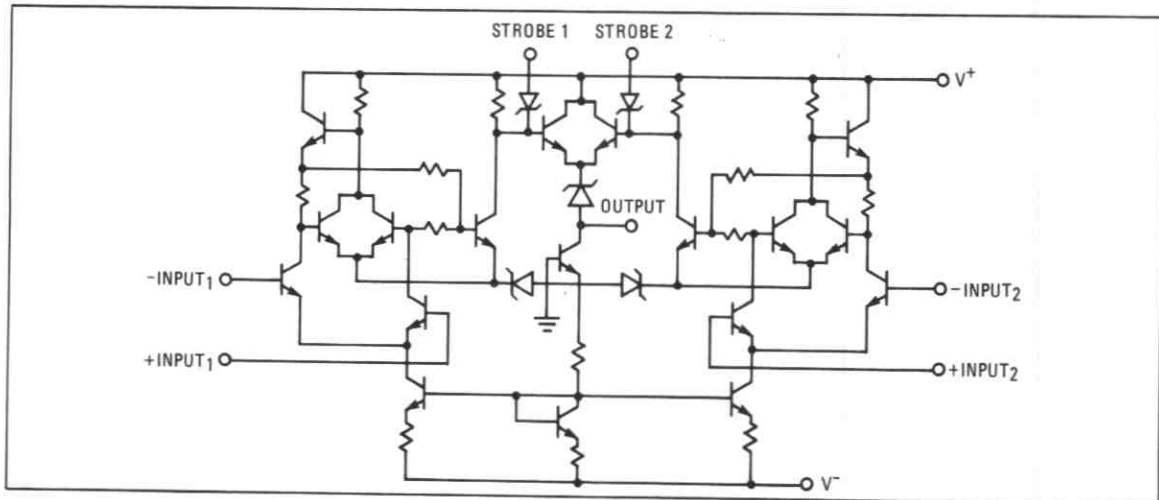 STROBE 1 STROBE 2
V+
OUTPUT
-INPUT1
-INPUT2
+INPUT1
+INPUT2
V-